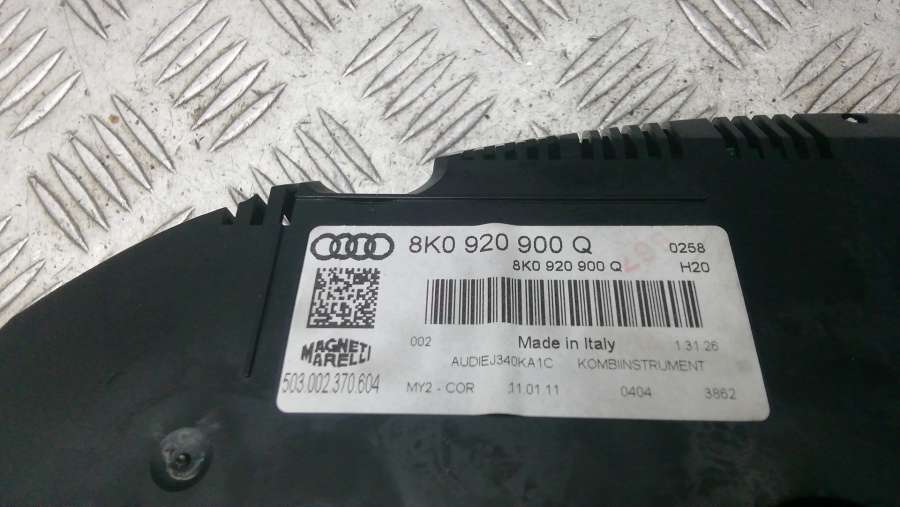 8K0 920 900 Q 0258
8K0 920 900 Q H20
002 Made in Italy 1.31.26
MAGNETI
MARELLI
AUDIEJ340KA1C KOMBIINSTRUMENT
503.002.370.604 MY2 - COR 11.01.11 0404 3862